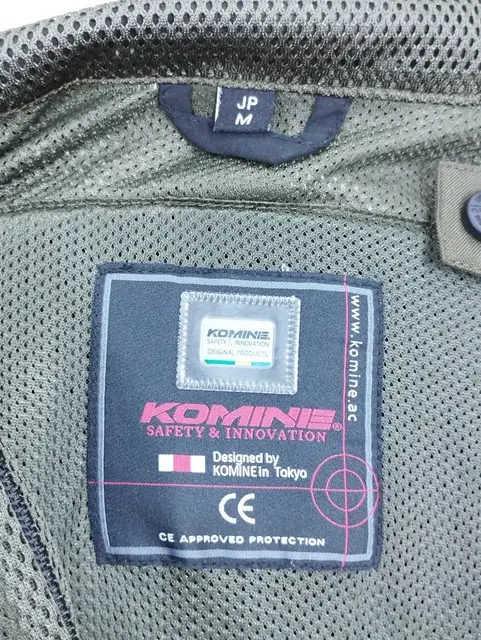 JP
M
KOMINE.
SAFETY & INNOVATION
ORIGINAL PRODUCTS
www.komine.ac
KOMINE®
SAFETY & INNOVATION
Designed by
KOMINE in Tokyo
CE
CE APPROVED PROTECTION